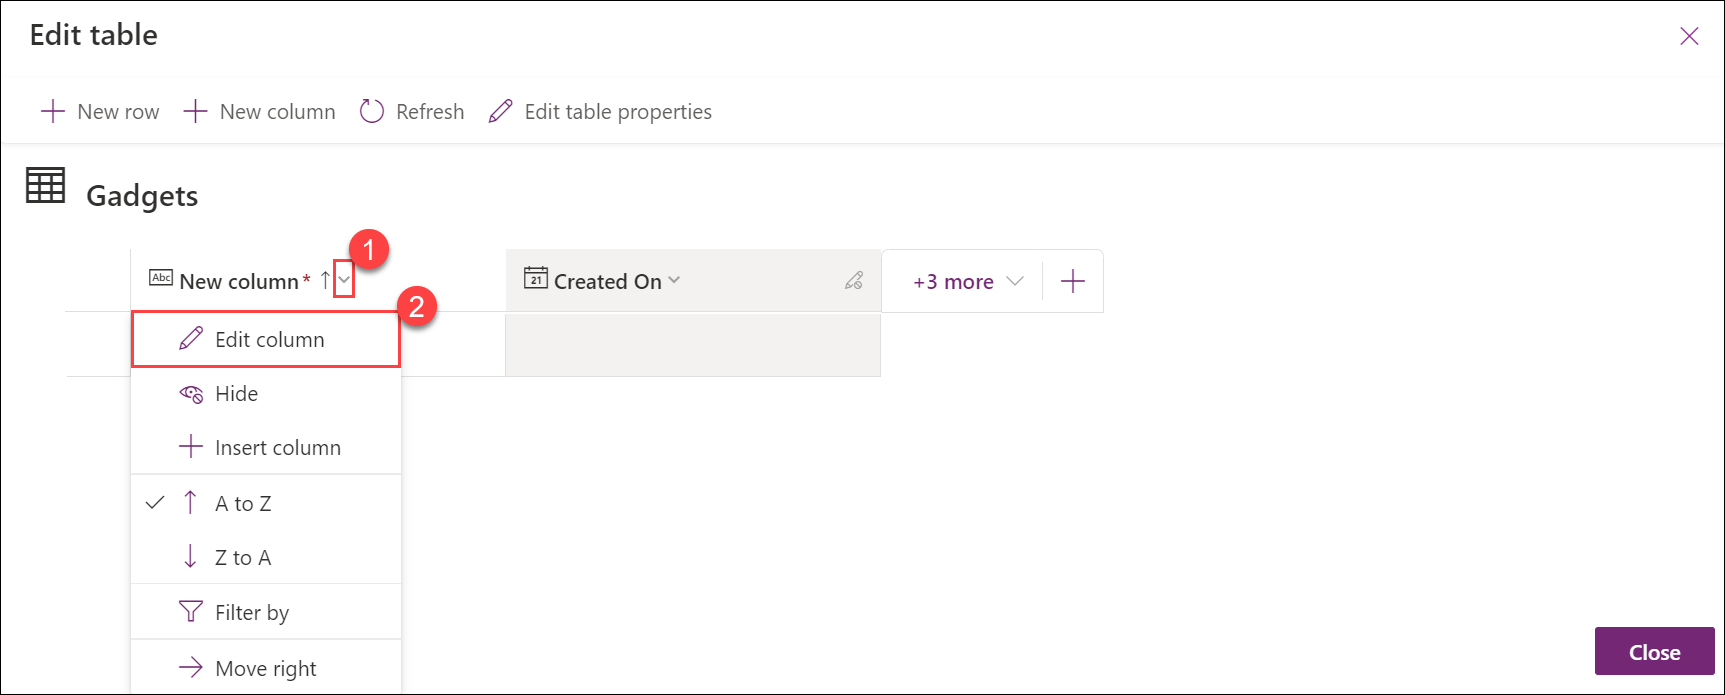 Edit table
New row New column Refresh Edit table properties
Gadgets
1
Abc New column* 21 Created On +3 more
2
Edit column
Hide
Insert column
A to Z
Z to A
Filter by
Move right
Close